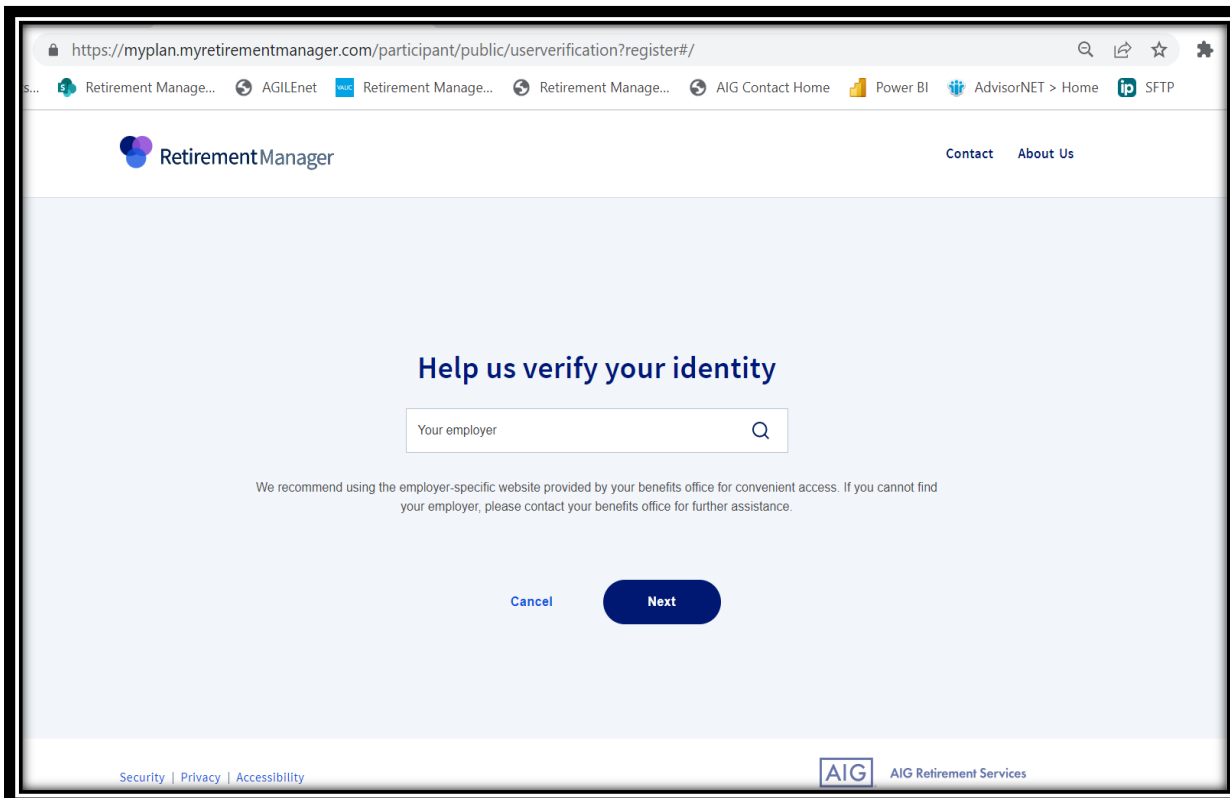 https://myplan.myretirementmanager.com/participant/public/userverification?register#/
s... Retirement Manage... AGILEnet VALIC Retirement Manage... Retirement Manage... AIG Contact Home Power BI AdvisorNET > Home ip SFTP
RetirementManager Contact About Us
Help us verify your identity
Your employer
We recommend using the employer-specific website provided by your benefits office for convenient access. If you cannot find
your employer, please contact your benefits office for further assistance.
Cancel Next
Security | Privacy | Accessibility AIG AIG Retirement Services